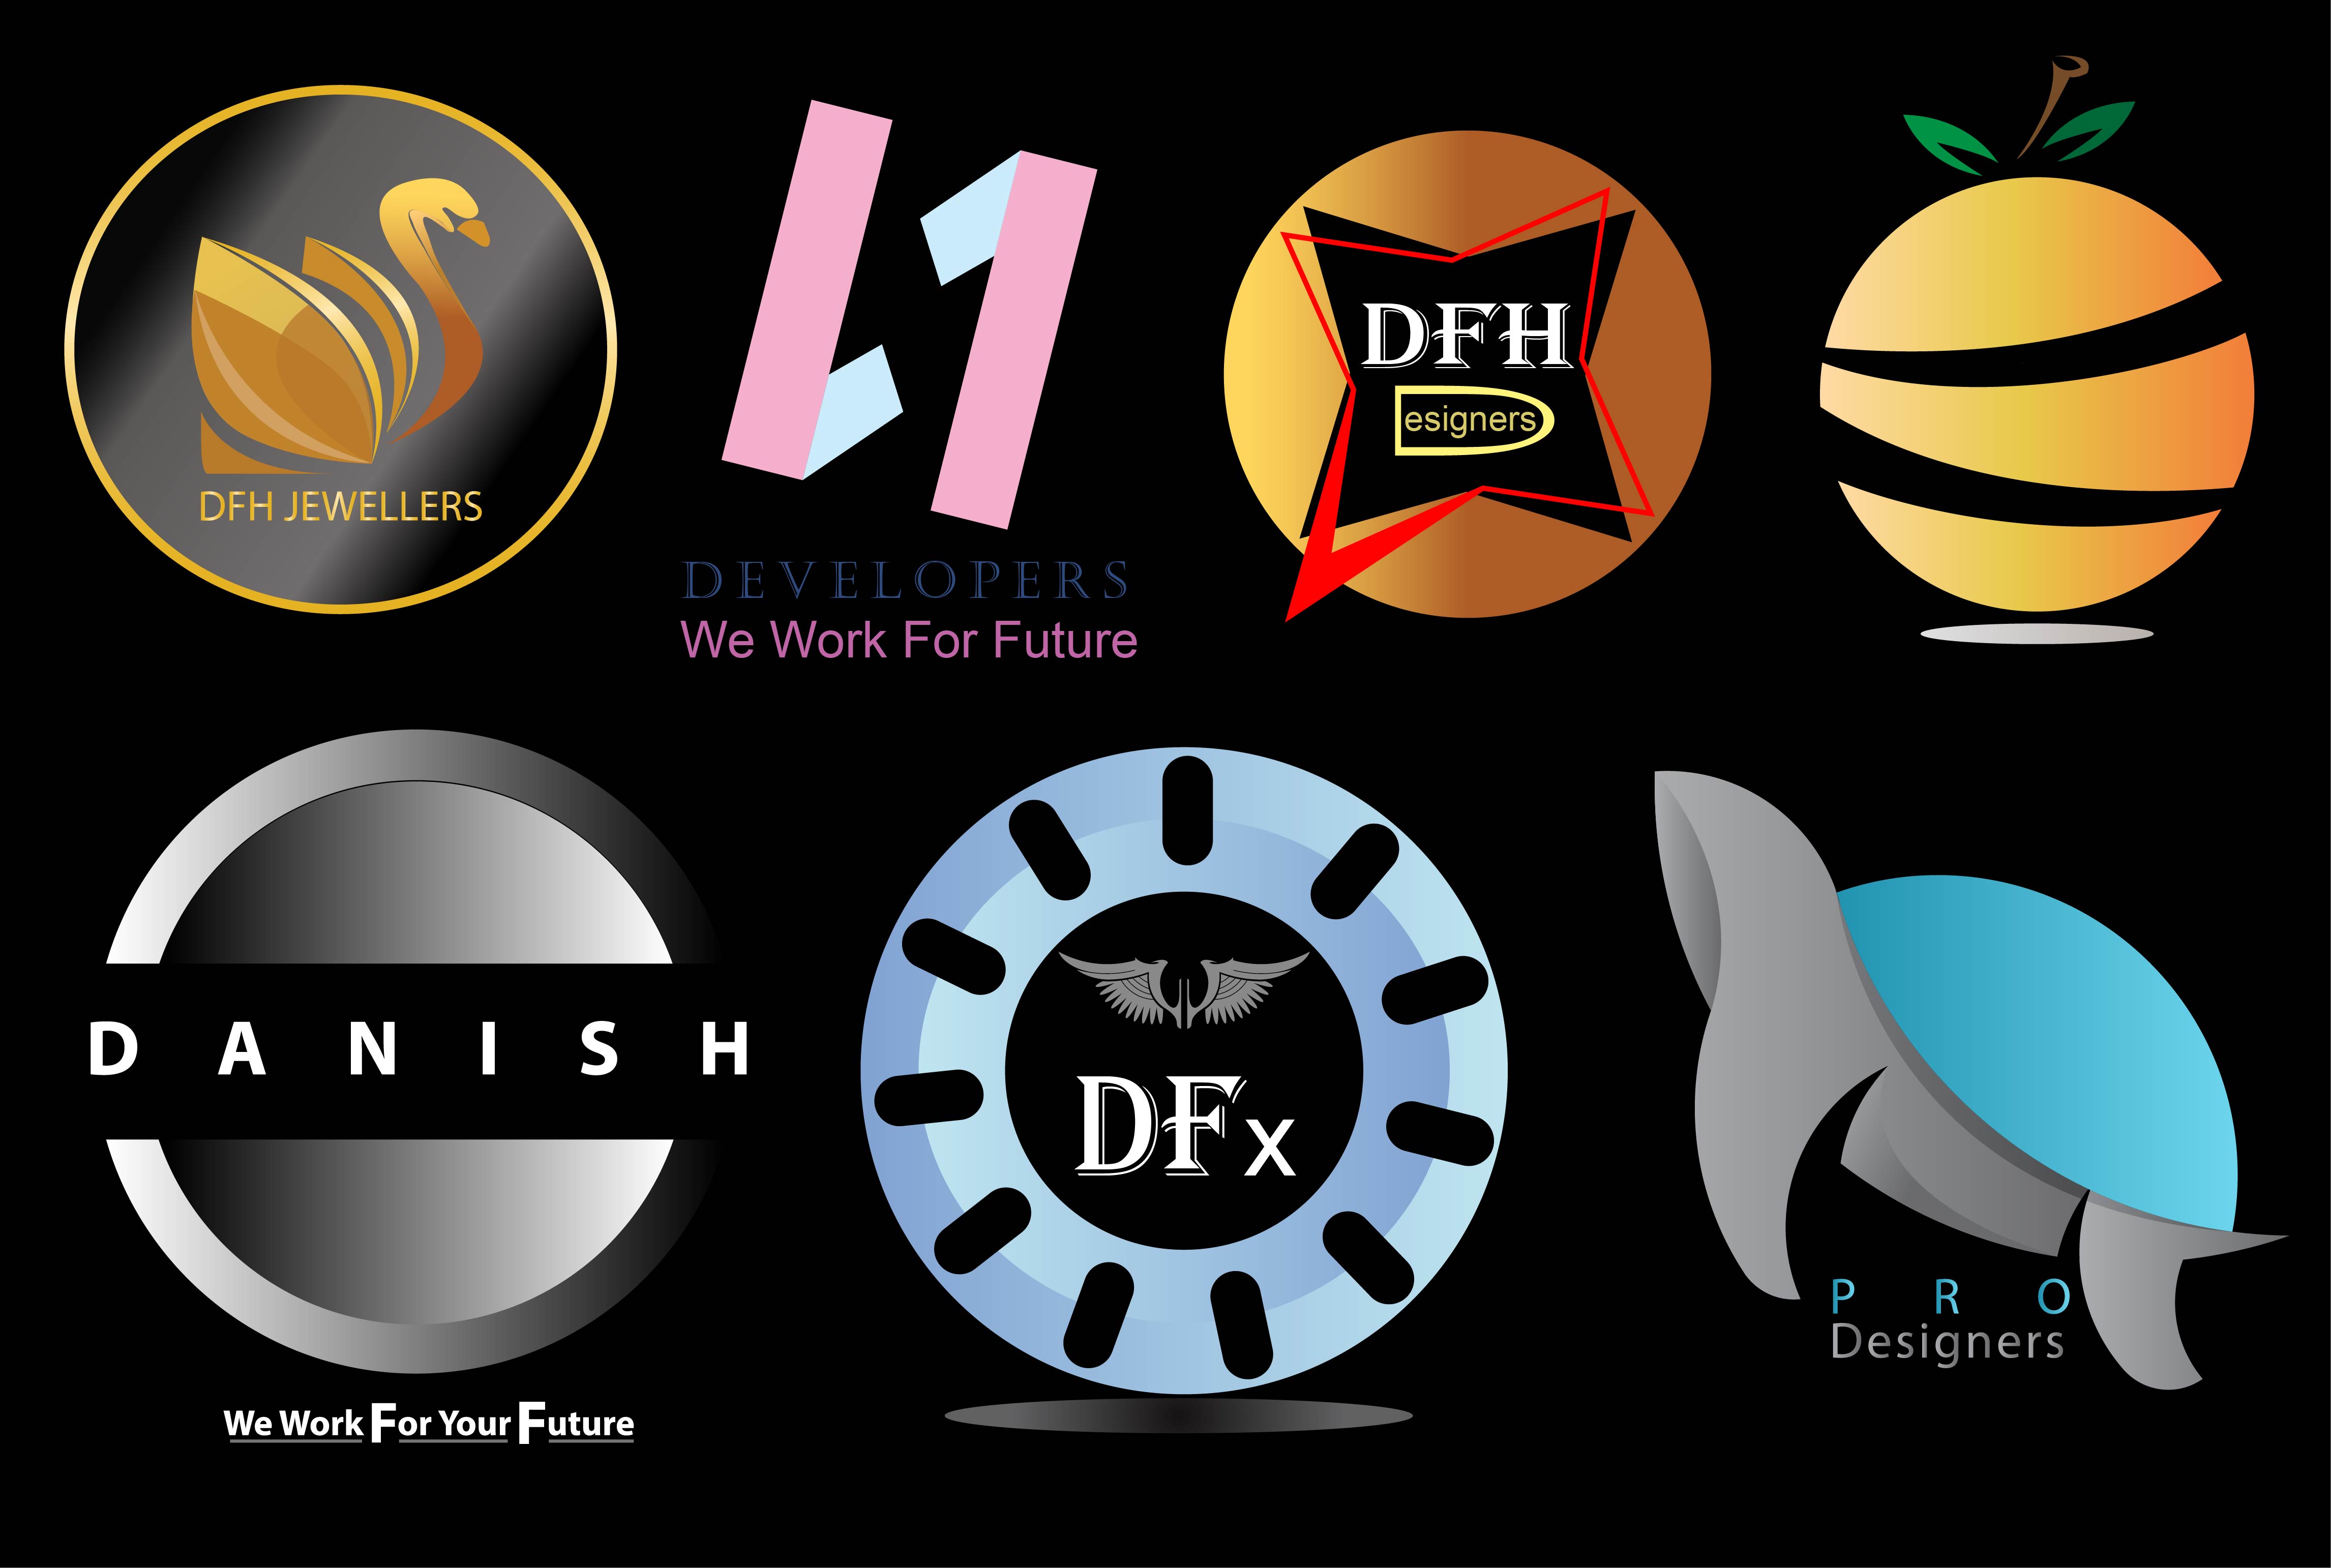 DFH JEWELLERS
DEVELOPERS
We Work For Future
DFH
Designers
DANISH
We Work For Your Future
DFx
PRO
Designers